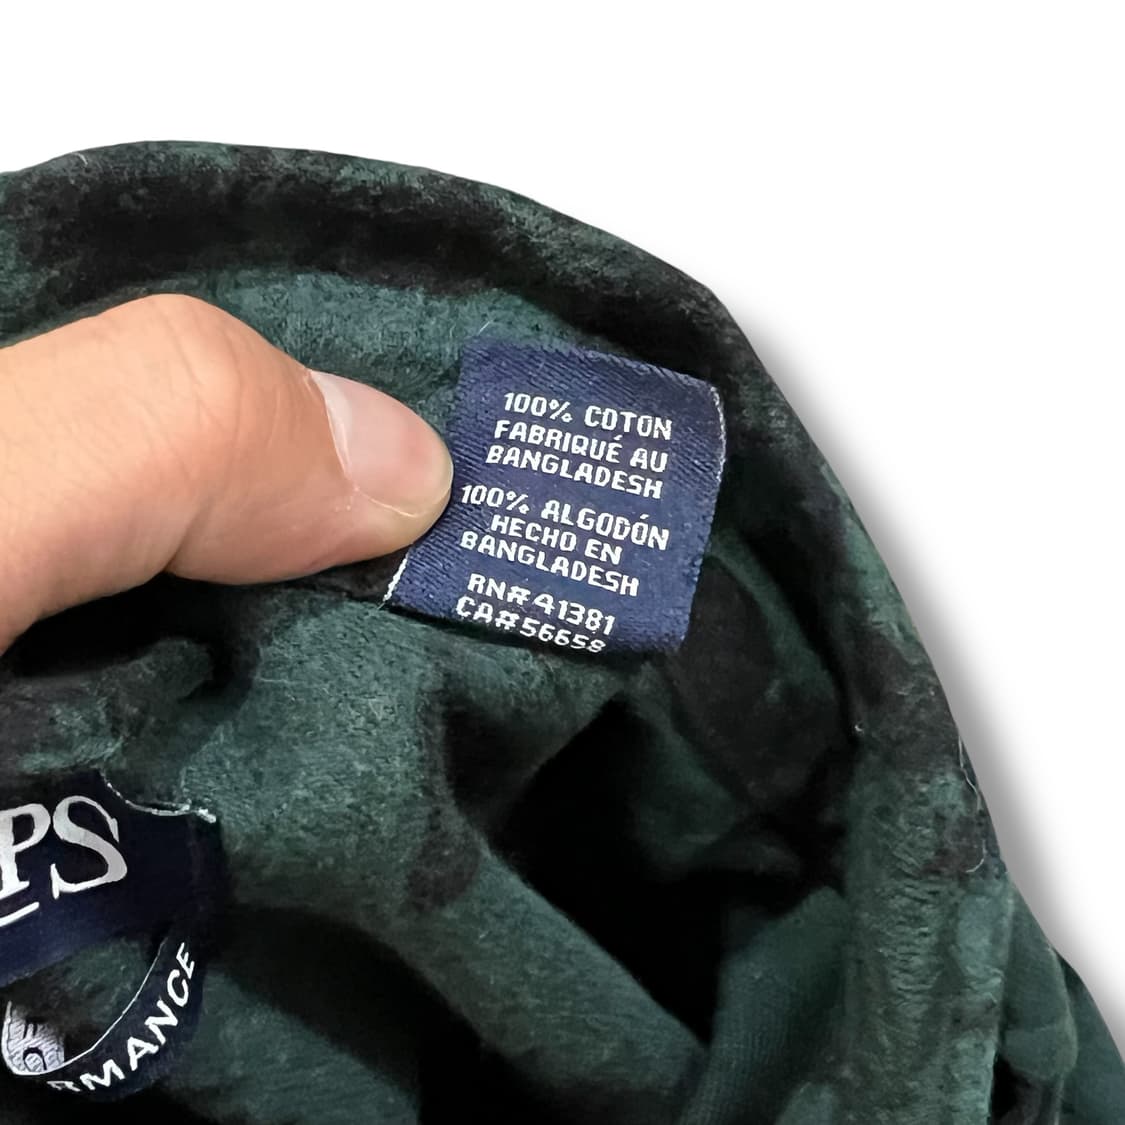 100% COTON
FABRIQUÉ AU
BANGLADESH
100% ALGODÓN
HECHO EN
BANGLADESH
RN#41381
CA#56658
PS
RMANCE